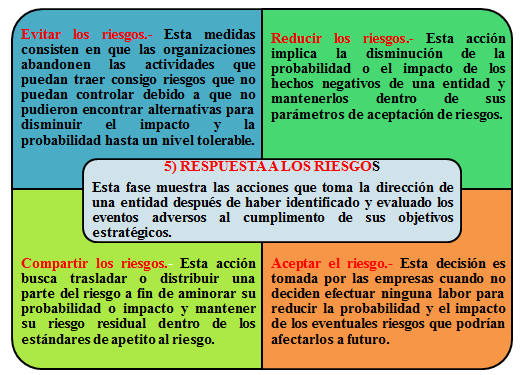 Evitar los riesgos.- Esta medidas
consisten en que las organizaciones
abandonen las actividades que
puedan traer consigo riesgos que no
puedan controlar debido a que no
pudieron encontrar alternativas para
disminuir el impacto y la
probabilidad hasta un nivel tolerable.
Reducir los riesgos.- Esta acción
implica la disminución de la
probabilidad o el impacto de los
hechos negativos de una entidad y
mantenerlos dentro de sus
parámetros de aceptación de riesgos.
5) RESPUESTA A LOS RIESGOS
Esta fase muestra las acciones que toma la dirección de
una entidad después de haber identificado y evaluado los
eventos adversos al cumplimento de sus objetivos
estratégicos.
Compartir los riesgos.- Esta acción
busca trasladar o distribuir una
parte del riesgo a fin de aminorar su
probabilidad o impacto y mantener
su riesgo residual dentro de los
estándares de apetito al riesgo.
Aceptar el riesgo.- Esta decisión es
tomada por las empresas cuando no
deciden efectuar ninguna labor para
reducir la probabilidad y el impacto
de los eventuales riesgos que podrían
afectarlos a futuro.